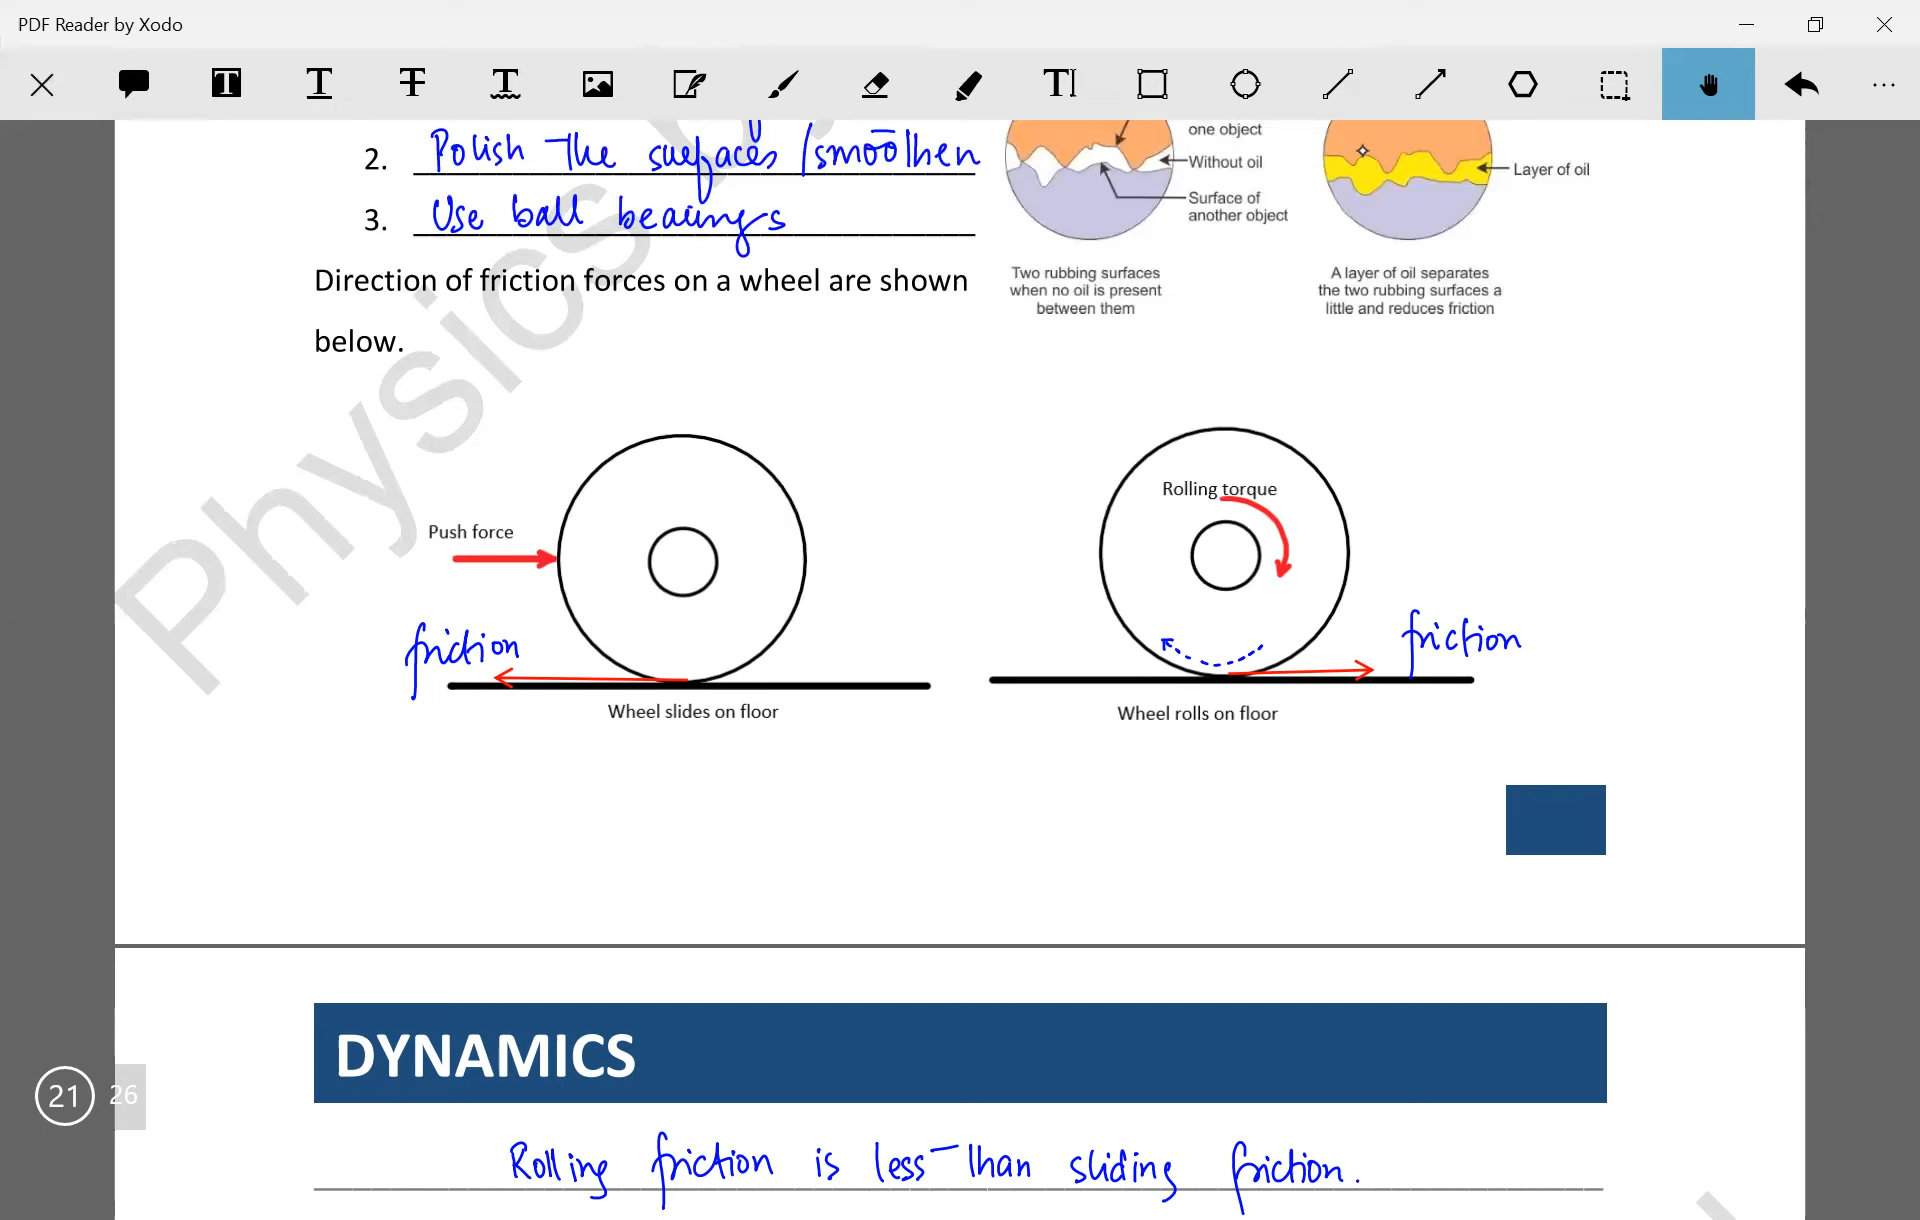 PDF Reader by Xodo
2. Polish the surfaces / smoothen
3. Use ball bearings
Direction of friction forces on a wheel are shown
below.
one object
Without oil
Surface of
another object
Two rubbing surfaces
when no oil is present
between them
Layer of oil
A layer of oil separates
the two rubbing surfaces a
little and reduces friction
Push force
friction
Wheel slides on floor
Rolling torque
friction
Wheel rolls on floor
Physics
DYNAMICS
21 26
Rolling friction is less than sliding friction.